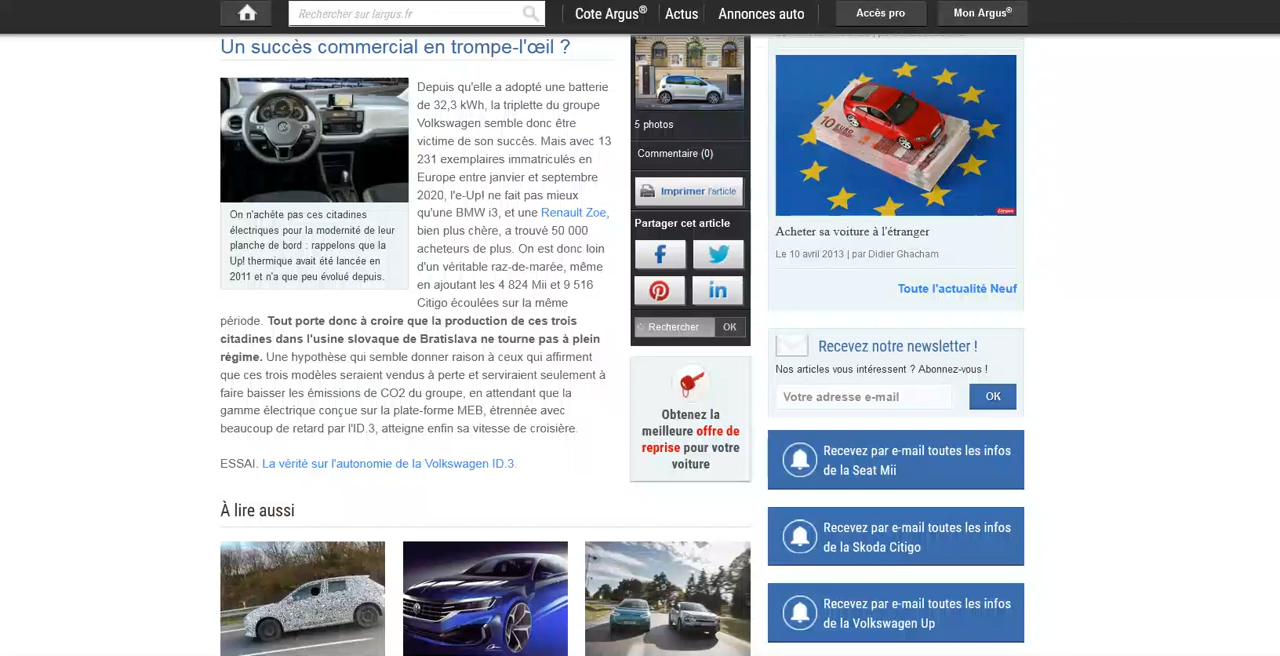 Rechercher sur largus.fr
Cote Argus®
Actus
Annonces auto
Accès pro
Mon Argus®
Un succès commercial en trompe-l'œil ?
Depuis qu'elle a adopté une batterie
de 32,3 kWh, la triplette du groupe
Volkswagen semble donc être
victime de son succès. Mais avec 13
231 exemplaires immatriculés en
Europe entre janvier et septembre
2020, l'e-Up! ne fait pas mieux
qu'une BMW i3, et une Renault Zoe,
bien plus chère, a trouvé 50 000
acheteurs de plus. On est donc loin
d'un véritable raz-de-marée, même
en ajoutant les 4 824 Mii et 9 516
Citigo écoulées sur la même
période. Tout porte donc à croire que la production de ces trois
citadines dans l'usine slovaque de Bratislava ne tourne pas à plein
régime. Une hypothèse qui semble donner raison à ceux qui affirment
que ces trois modèles seraient vendus à perte et serviraient seulement à
faire baisser les émissions de CO2 du groupe, en attendant que la
gamme électrique conçue sur la plate-forme MEB, étrennée avec
beaucoup de retard par l'ID.3, atteigne enfin sa vitesse de croisière.
On n'achète pas ces citadines
électriques pour la modernité de leur
planche de bord : rappelons que la
Up! thermique avait été lancée en
2011 et n'a que peu évolué depuis.
ESSAI. La vérité sur l'autonomie de la Volkswagen ID.3.
À lire aussi
5 photos
Commentaire (0)
Imprimer l'article
Partager cet article
Rechercher
OK
Obtenez la
meilleure offre de
reprise pour votre
voiture
10 EURO
Acheter sa voiture à l'étranger
Le 10 avril 2013 | par Didier Ghacham
Toute l'actualité Neuf
Recevez notre newsletter !
Nos articles vous intéressent ? Abonnez-vous !
Votre adresse e-mail
OK
Recevez par e-mail toutes les infos
de la Seat Mii
Recevez par e-mail toutes les infos
de la Skoda Citigo
Recevez par e-mail toutes les infos
de la Volkswagen Up